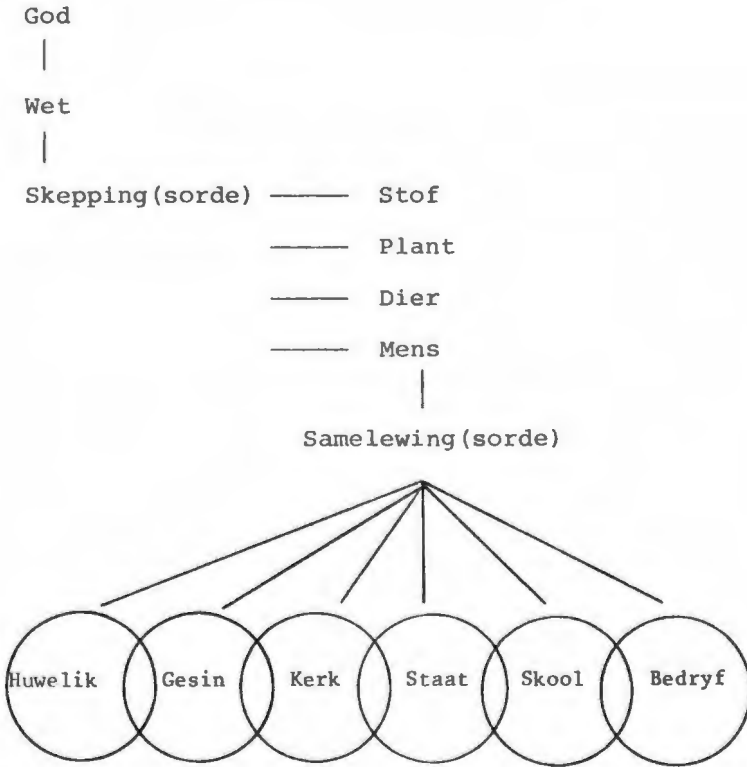 God
Wet
Skepping(sorde) Stof
Plant
Dier
Mens
Samelewing(sorde)
Huwelik Gesin Kerk Staat Skool Bedryf